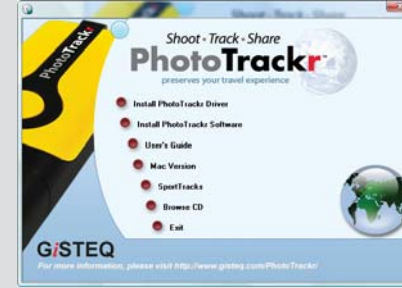 Shoot - Track - Share
PhotoTrackr
preserves your travel experience
PhotoTrackr
Install PhotoTrackr Driver
Install PhotoTrackr Software
User's Guide
Mac Version
SportTracks
Browse CD
Exit
GiSTEQ
For more information, please visit http://www.gisteq.com/PhotoTrackr/